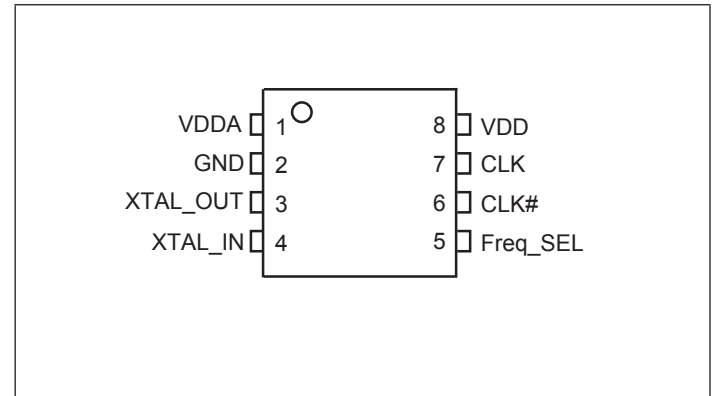 VDDA 1 8 VDD
GND 2 7 CLK
XTAL_OUT 3 6 CLK#
XTAL_IN 4 5 Freq_SEL